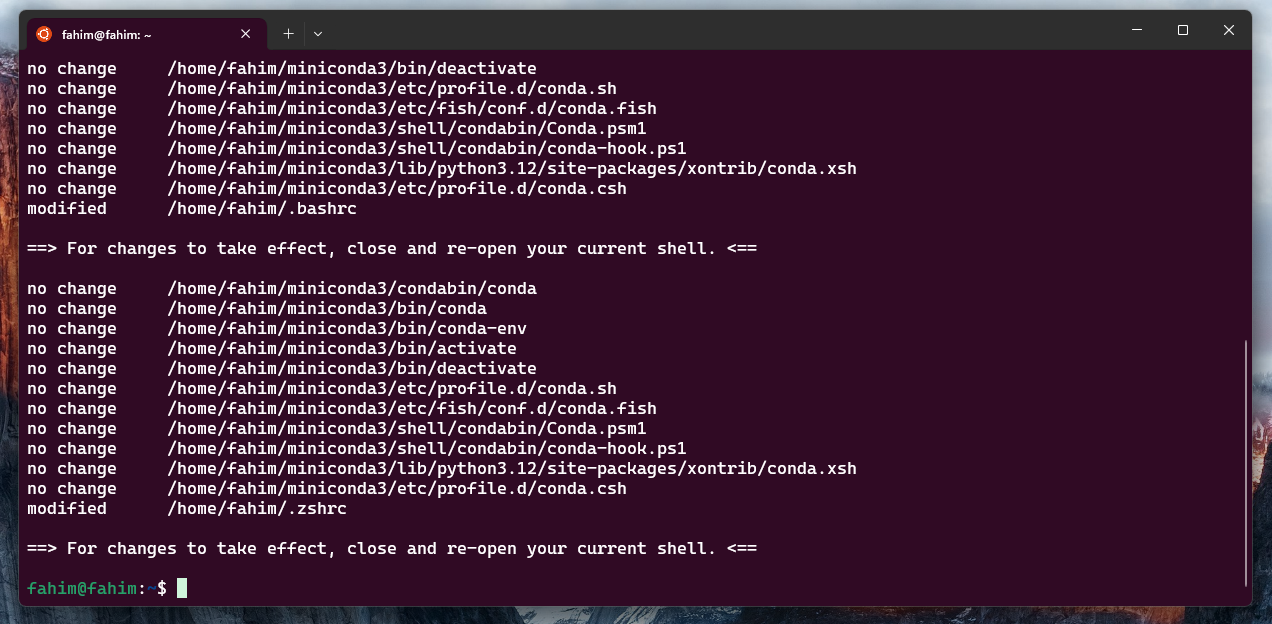 fahim@fahim: ~
no change     /home/fahim/miniconda3/bin/deactivate
no change     /home/fahim/miniconda3/etc/profile.d/conda.sh
no change     /home/fahim/miniconda3/etc/fish/conf.d/conda.fish
no change     /home/fahim/miniconda3/shell/condabin/Conda.psm1
no change     /home/fahim/miniconda3/shell/condabin/conda-hook.ps1
no change     /home/fahim/miniconda3/lib/python3.12/site-packages/xontrib/conda.xsh
no change     /home/fahim/miniconda3/etc/profile.d/conda.csh
modified      /home/fahim/.bashrc
==> For changes to take effect, close and re-open your current shell. <==
no change     /home/fahim/miniconda3/condabin/conda
no change     /home/fahim/miniconda3/bin/conda
no change     /home/fahim/miniconda3/bin/conda-env
no change     /home/fahim/miniconda3/bin/activate
no change     /home/fahim/miniconda3/bin/deactivate
no change     /home/fahim/miniconda3/etc/profile.d/conda.sh
no change     /home/fahim/miniconda3/etc/fish/conf.d/conda.fish
no change     /home/fahim/miniconda3/shell/condabin/Conda.psm1
no change     /home/fahim/miniconda3/shell/condabin/conda-hook.ps1
no change     /home/fahim/miniconda3/lib/python3.12/site-packages/xontrib/conda.xsh
no change     /home/fahim/miniconda3/etc/profile.d/conda.csh
modified      /home/fahim/.zshrc
==> For changes to take effect, close and re-open your current shell. <==
fahim@fahim:~$